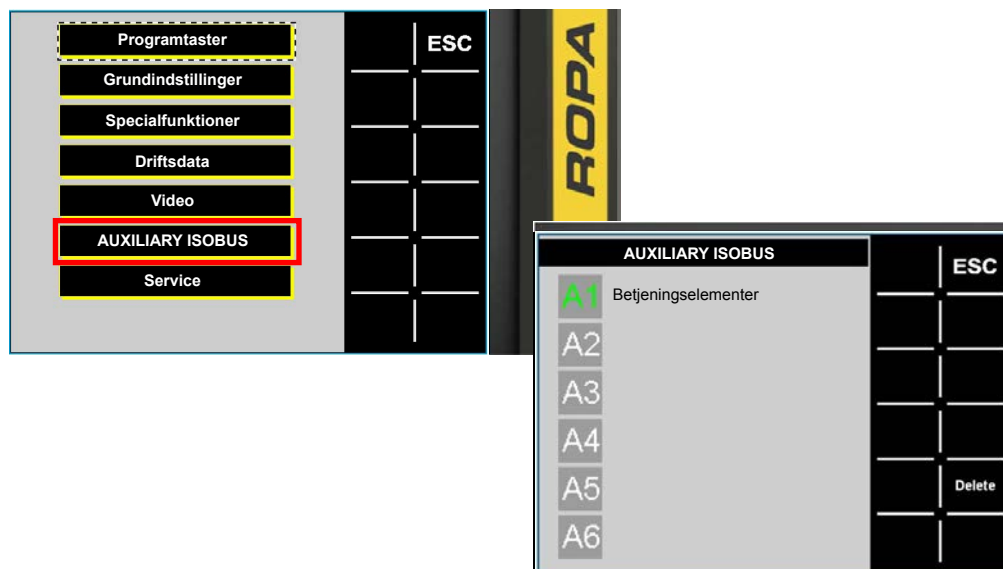 Programtaster
ESC
Grundindstillinger
Specialfunktioner
Driftsdata
Video
AUXILIARY ISOBUS
Service
ROPA
AUXILIARY ISOBUS
ESC
A1 Betjeningselementer
A2
A3
A4
A5
Delete
A6